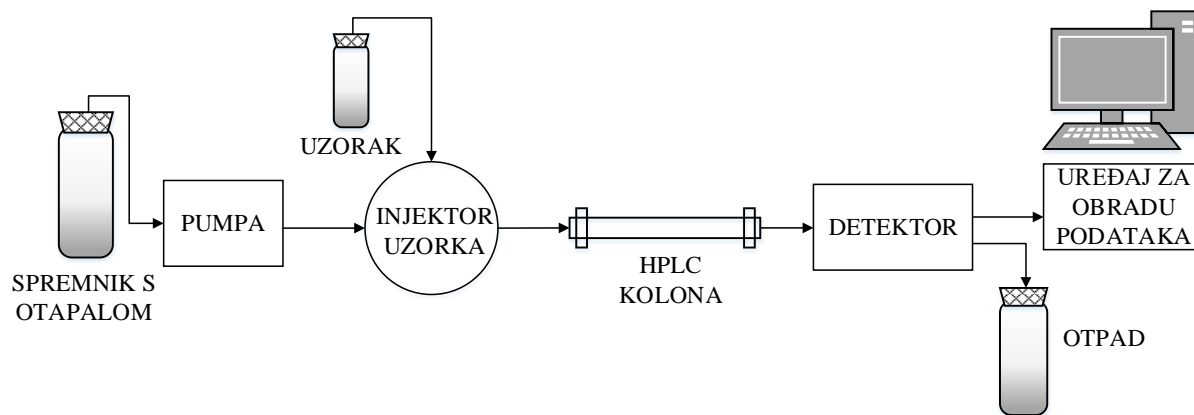 SPREMNIK S
OTAPALOM
PUMPA
UZORAK
INJEKTOR
UZORKA
HPLC
KOLONA
DETEKTOR
UREĐAJ ZA
OBRADU
PODATAKA
OTPAD